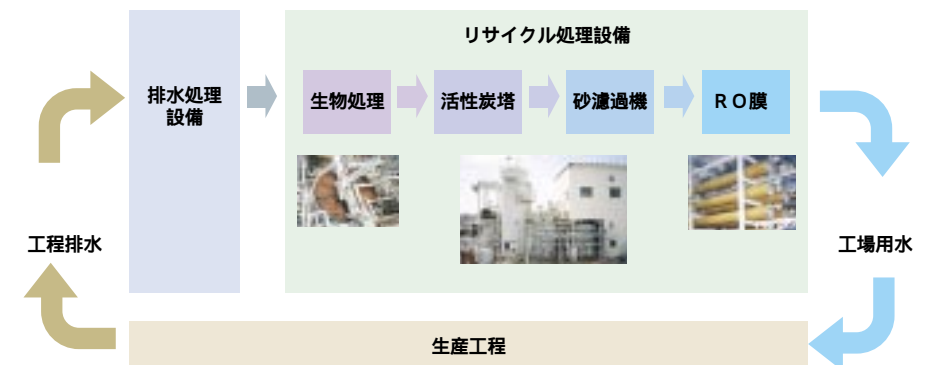 リサイクル処理設備
排水処理
設備
生物処理
活性炭塔
砂濾過機
ＲＯ膜
工程排水
工場用水
生産工程